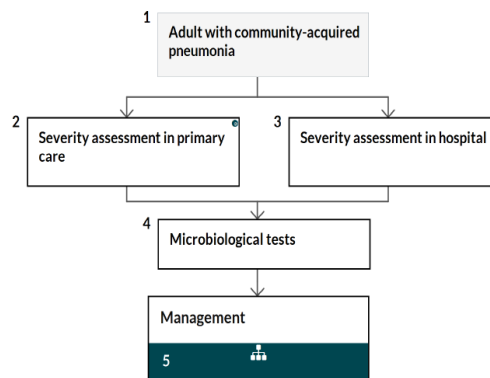 1
Adult with community-acquired
pneumonia
2
Severity assessment in primary
care
3
Severity assessment in hospital
4
Microbiological tests
Management
5